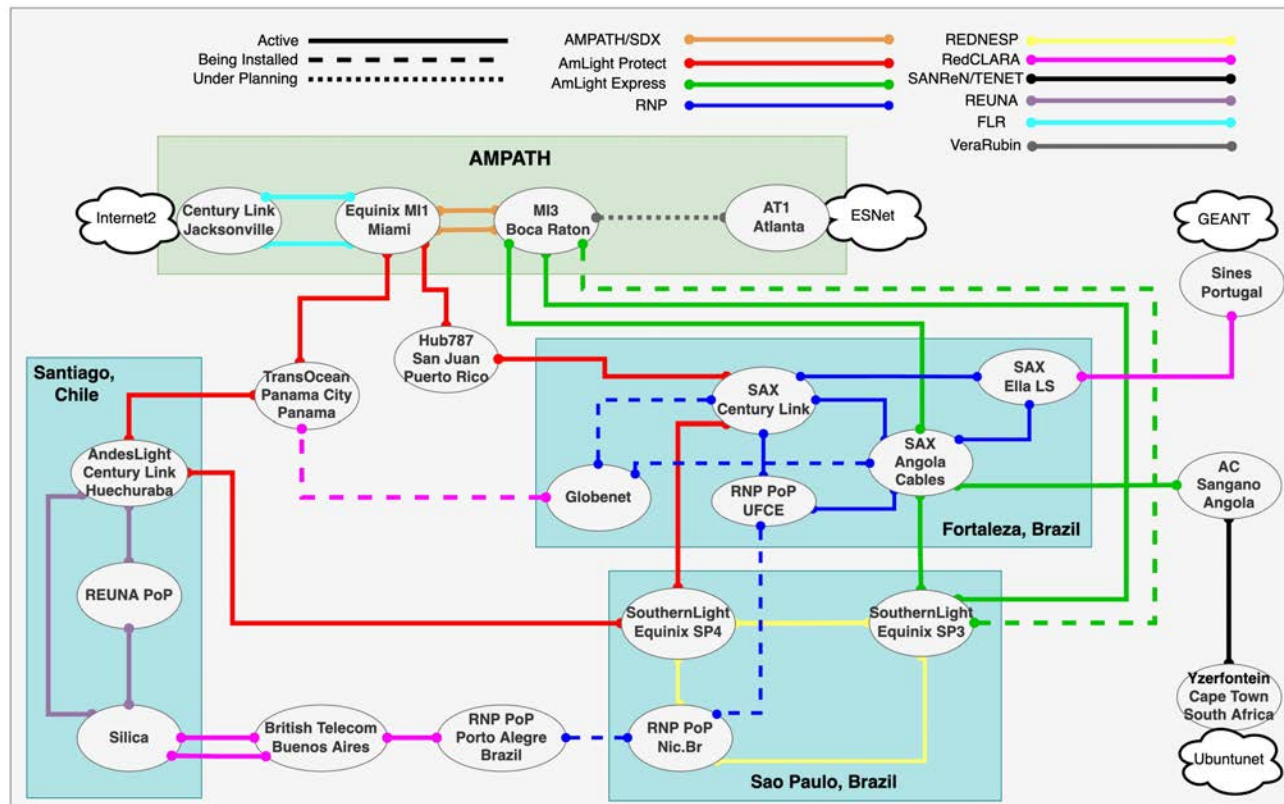 Active
Being Installed
Under Planning
AMPATH/SDX
AmLight Protect
AmLight Express
RNP
REDNESP
RedCLARA
SANReN/TENET
REUNA
FLR
VeraRubin
AMPATH
Internet2
Century Link
Jacksonville
Equinix MI1
Miami
MI3
Boca Raton
AT1
Atlanta
ESNet
GEANT
Sines
Portugal
Santiago,
Chile
TransOcean
Panama City
Panama
Hub787
San Juan
Puerto Rico
SAX
Century Link
SAX
Ella LS
AndesLight
Century Link
Huechuraba
Globenet
RNP PoP
UFCE
SAX
Angola
Cables
AC
Sangano
Angola
Fortaleza, Brazil
REUNA PoP
SouthernLight
Equinix SP4
SouthernLight
Equinix SP3
Yzerfontein
Cape Town
South Africa
Silica
British Telecom
Buenos Aires
RNP PoP
Porto Alegre
Brazil
RNP PoP
Nic.Br
Ubuntunet
Sao Paulo, Brazil